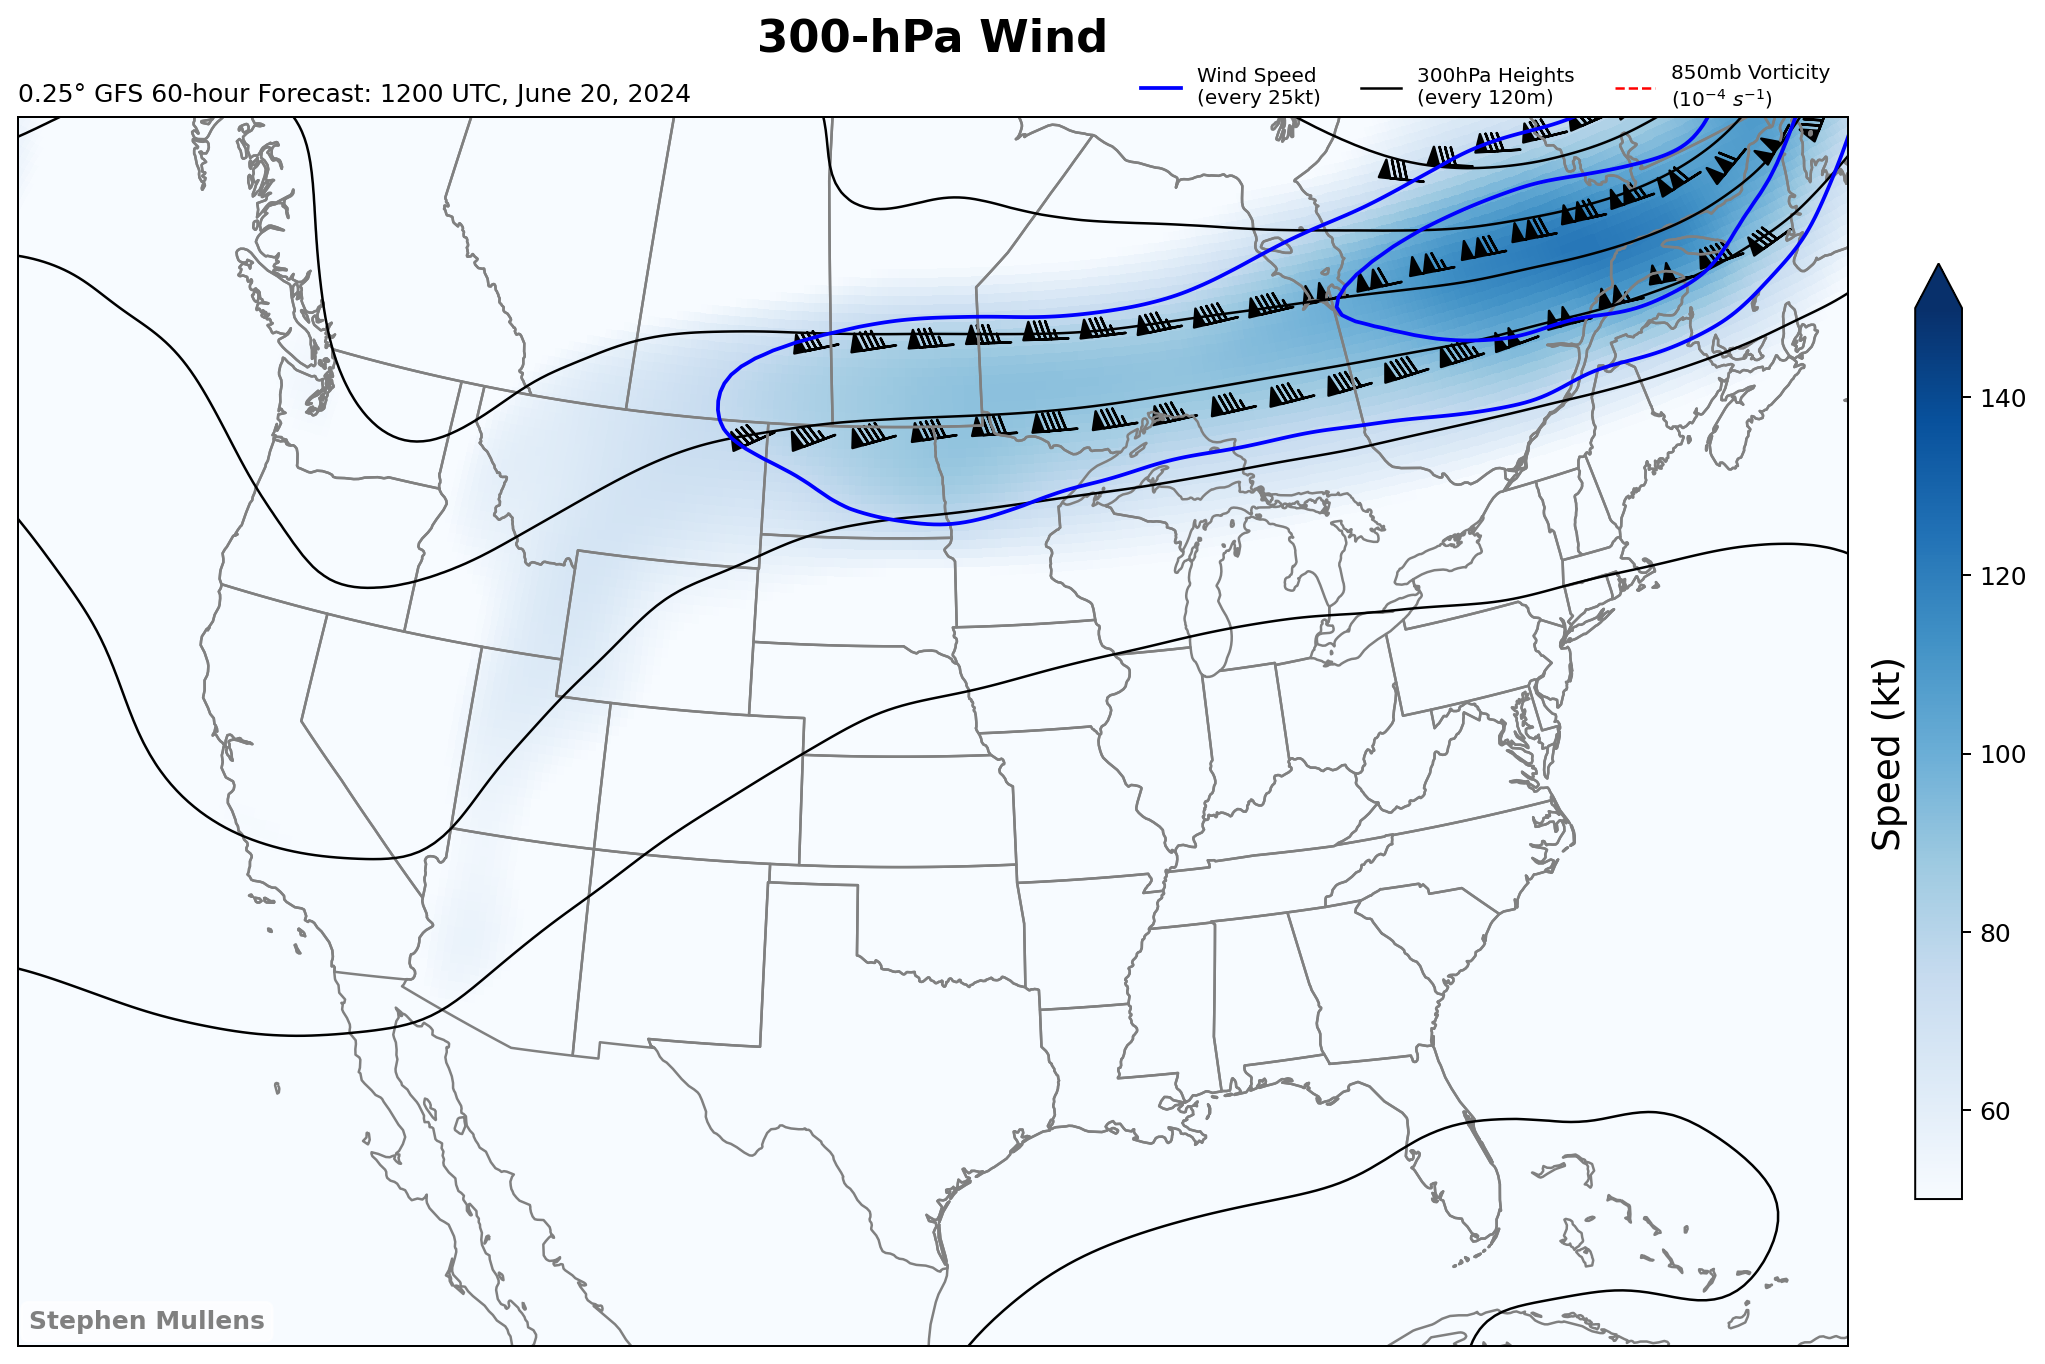 300-hPa Wind
0.25° GFS 60-hour Forecast: 1200 UTC, June 20, 2024
Wind Speed
(every 25kt)
300hPa Heights
(every 120m)
850mb Vorticity
(10⁻⁴ s⁻¹)
140
120
100
80
60
Speed (kt)
Stephen Mullens